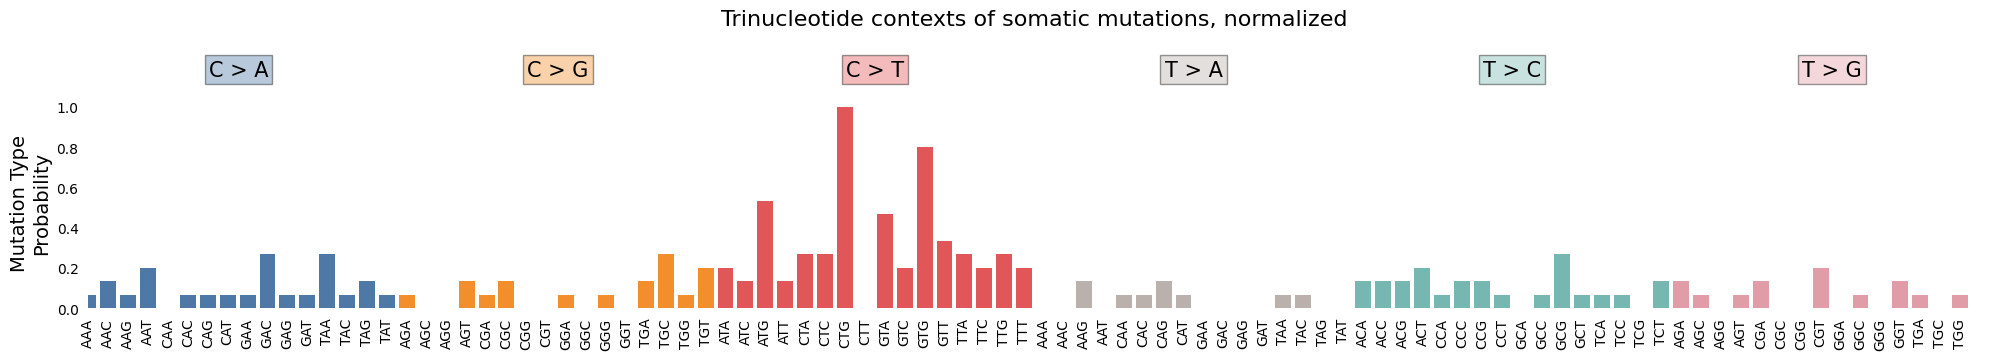 Trinucleotide contexts of somatic mutations, normalized
C > A
C > G
C > T
T > A
T > C
T > G
Mutation Type
Probability
1.0
0.8
0.6
0.4
0.2
0.0
AAA AAC AAG AAT CAA CAC CAG CAT GAA GAC GAG GAT TAA TAC TAG TAT AGA AGC AGG AGT CGA CGC CGG CGT GGA GGC GGG GGT TGA TGC TGG TGT ATA ATC ATG ATT CTA CTC CTG CTT GTA GTC GTG GTT TTA TTC TTG TTT AAA AAC AAG AAT CAA CAC CAG CAT GAA GAC GAG GAT TAA TAC TAG TAT ACA ACC ACG ACT CCA CCC CCG CCT GCA GCC GCG GCT TCA TCC TCG TCT AGA AGC AGG AGT CGA CGC CGG CGT GGA GGC GGG GGT TGA TGC TGG